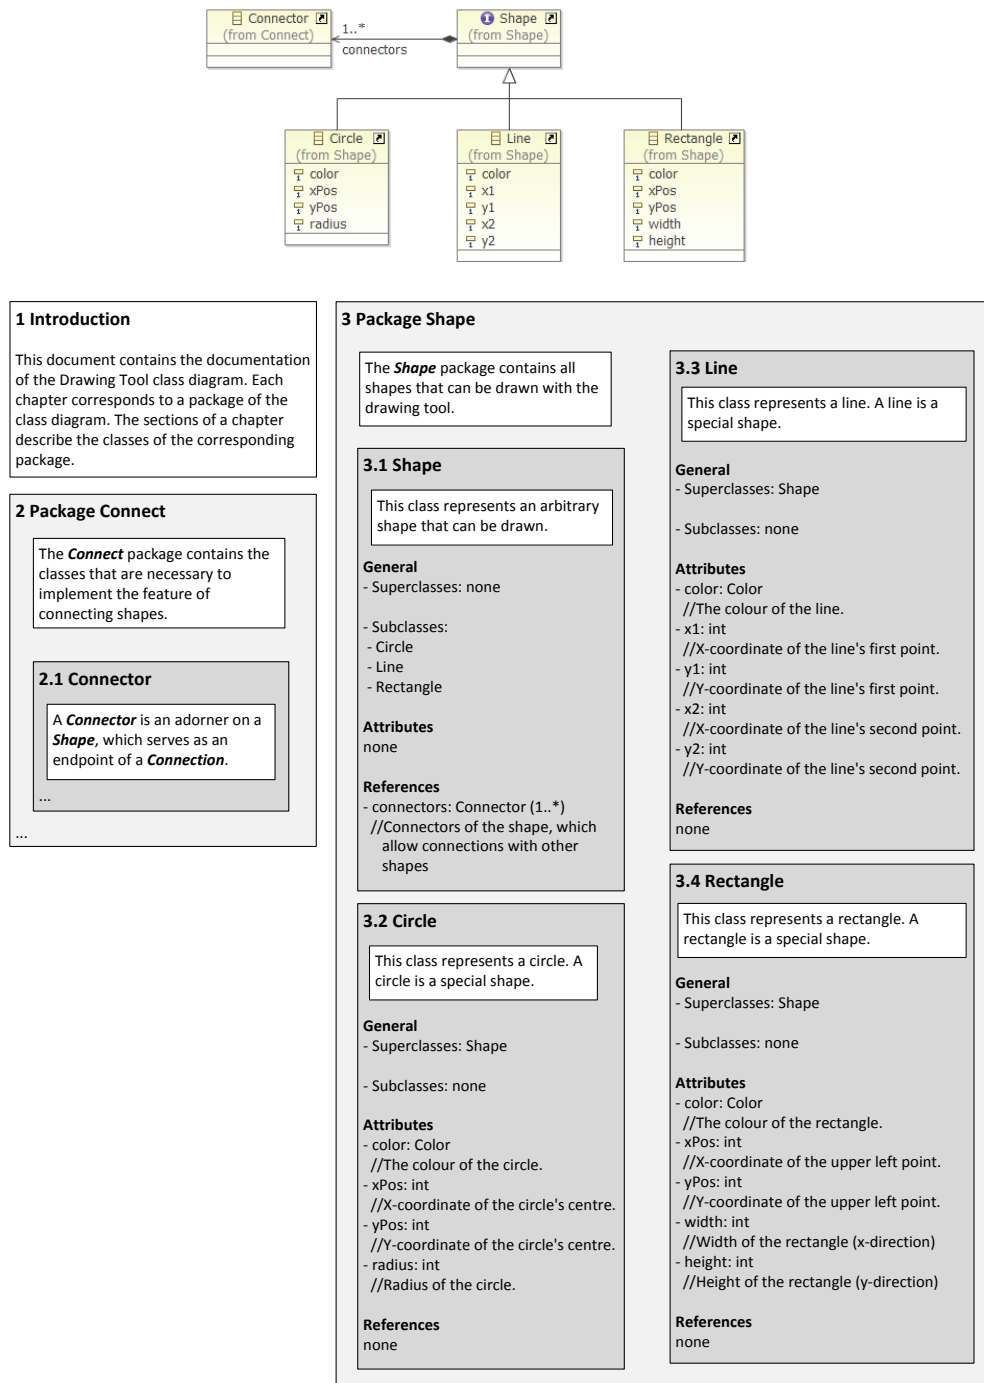 Connector
(from Connect)
1..*
connectors
Shape
(from Shape)
Circle
(from Shape)
color
xPos
yPos
radius
Line
(from Shape)
color
x1
y1
x2
y2
Rectangle
(from Shape)
color
xPos
yPos
width
height
1 Introduction
This document contains the documentation
of the Drawing Tool class diagram. Each
chapter corresponds to a package of the
class diagram. The sections of a chapter
describe the classes of the corresponding
package.
2 Package Connect
The Connect package contains the
classes that are necessary to
implement the feature of
connecting shapes.
2.1 Connector
A Connector is an adorner on a
Shape, which serves as an
endpoint of a Connection.
...
...
3 Package Shape
The Shape package contains all
shapes that can be drawn with the
drawing tool.
3.1 Shape
This class represents an arbitrary
shape that can be drawn.
General
- Superclasses: none
- Subclasses:
- Circle
- Line
- Rectangle
Attributes
none
References
- connectors: Connector (1..*)
//Connectors of the shape, which
allow connections with other
shapes
3.2 Circle
This class represents a circle. A
circle is a special shape.
General
- Superclasses: Shape
- Subclasses: none
Attributes
- color: Color
//The colour of the circle.
- xPos: int
//X-coordinate of the circle's centre.
- yPos: int
//Y-coordinate of the circle's centre.
- radius: int
//Radius of the circle.
References
none
3.3 Line
This class represents a line. A line is a
special shape.
General
- Superclasses: Shape
- Subclasses: none
Attributes
- color: Color
//The colour of the line.
- x1: int
//X-coordinate of the line's first point.
- y1: int
//Y-coordinate of the line's first point.
- x2: int
//X-coordinate of the line's second point.
- y2: int
//Y-coordinate of the line's second point.
References
none
3.4 Rectangle
This class represents a rectangle. A
rectangle is a special shape.
General
- Superclasses: Shape
- Subclasses: none
Attributes
- color: Color
//The colour of the rectangle.
- xPos: int
//X-coordinate of the upper left point.
- yPos: int
//Y-coordinate of the upper left point.
- width: int
//Width of the rectangle (x-direction)
- height: int
//Height of the rectangle (y-direction)
References
none